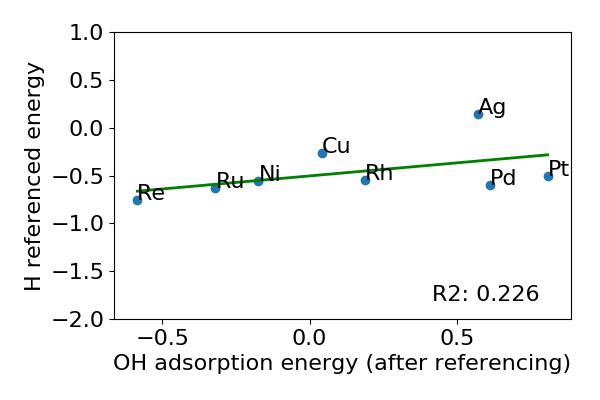 1.0
0.5
0.0
−0.5
−1.0
−1.5
−2.0
H referenced energy
Ag
Cu
Re
Ru
Ni
Rh
Pd
Pt
R2: 0.226
−0.5
0.0
0.5
OH adsorption energy (after referencing)